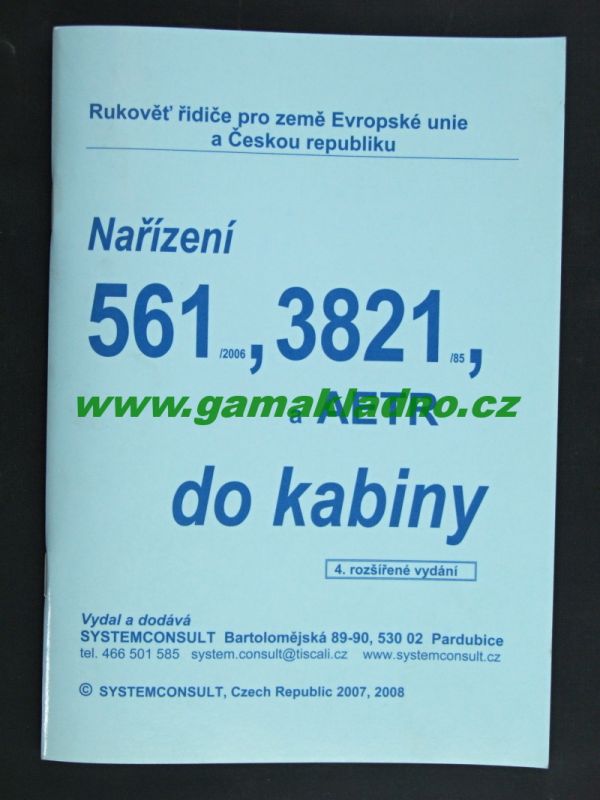 Rukověť řidiče pro země Evropské unie
a Českou republiku
Nařízení
561/2006, 3821/85,
www.gamakladno.cz
a AETR
do kabiny
4. rozšířené vydání
Vydal a dodává
SYSTEMCONSULT Bartolomějská 89-90, 530 02 Pardubice
tel. 466 501 585 system.consult@tiscali.cz www.systemconsult.cz
© SYSTEMCONSULT, Czech Republic 2007, 2008